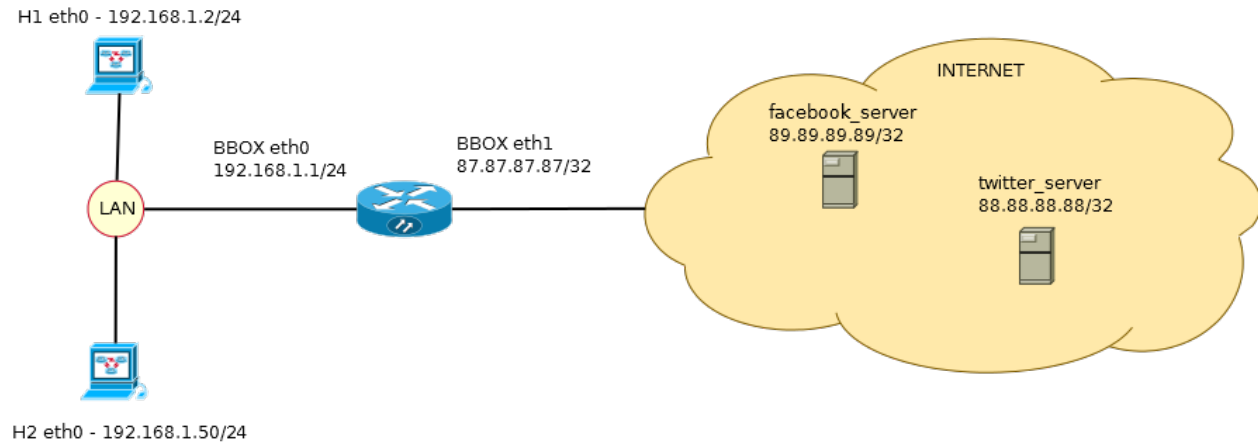 H1 eth0 - 192.168.1.2/24
INTERNET
facebook_server
89.89.89.89/32
BBOX eth0
192.168.1.1/24
BBOX eth1
87.87.87.87/32
twitter_server
88.88.88.88/32
LAN
H2 eth0 - 192.168.1.50/24